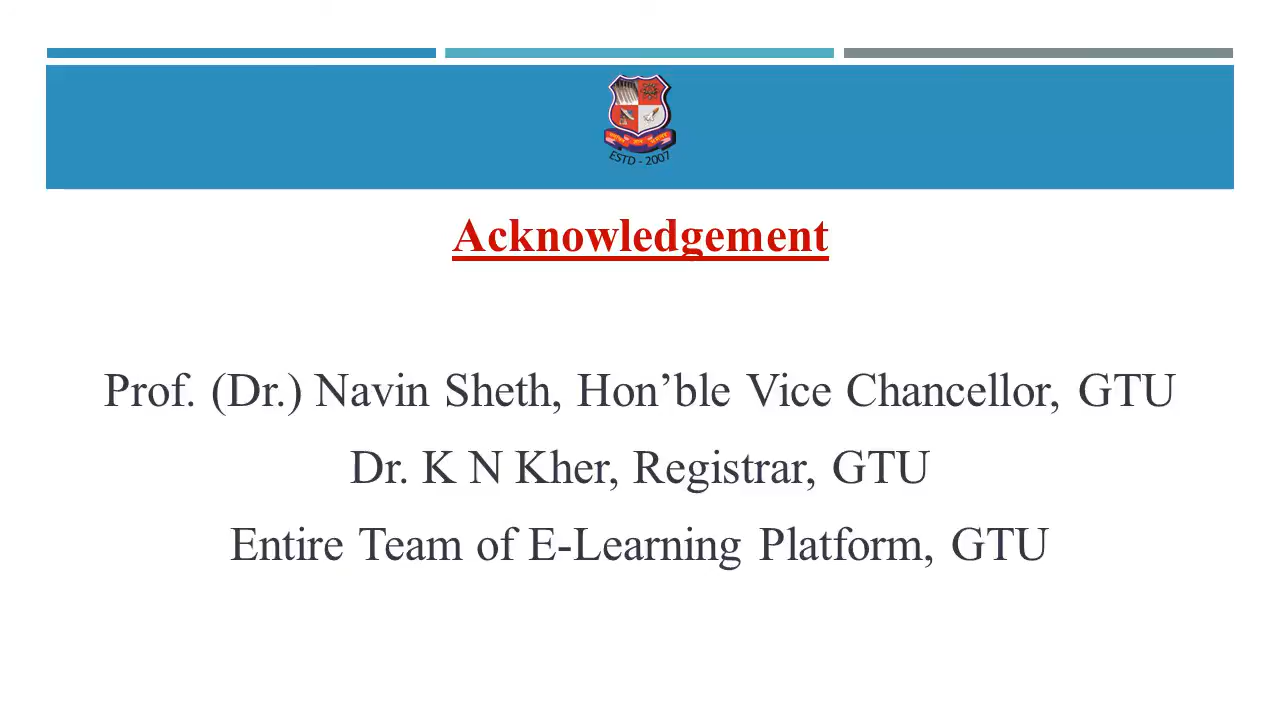 ESTD - 2007
Acknowledgement
Prof. (Dr.) Navin Sheth, Hon’ble Vice Chancellor, GTU
Dr. K N Kher, Registrar, GTU
Entire Team of E-Learning Platform, GTU